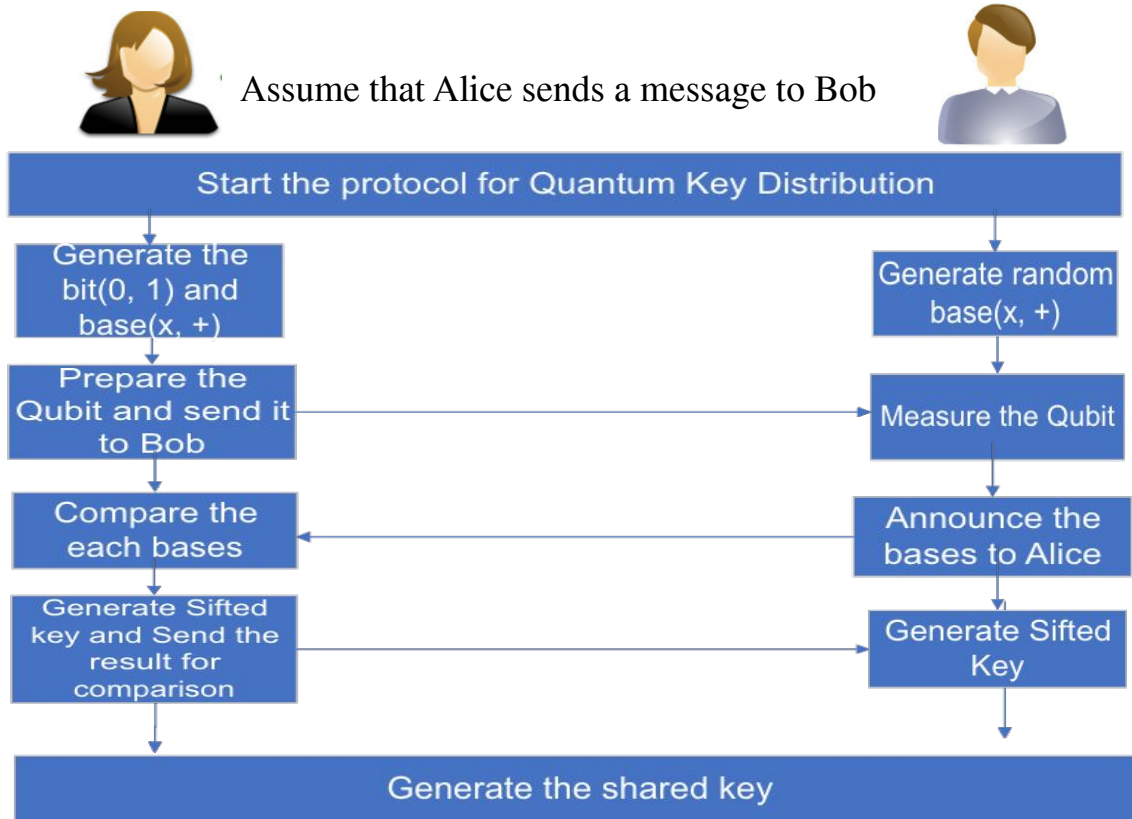 Assume that Alice sends a message to Bob
Start the protocol for Quantum Key Distribution
Generate the
bit(0, 1) and
base(x, +)
Generate random
base(x, +)
Prepare the
Qubit and send it
to Bob
Measure the Qubit
Compare the
each bases
Announce the
bases to Alice
Generate Sifted
key and Send the
result for
comparison
Generate Sifted
Key
Generate the shared key